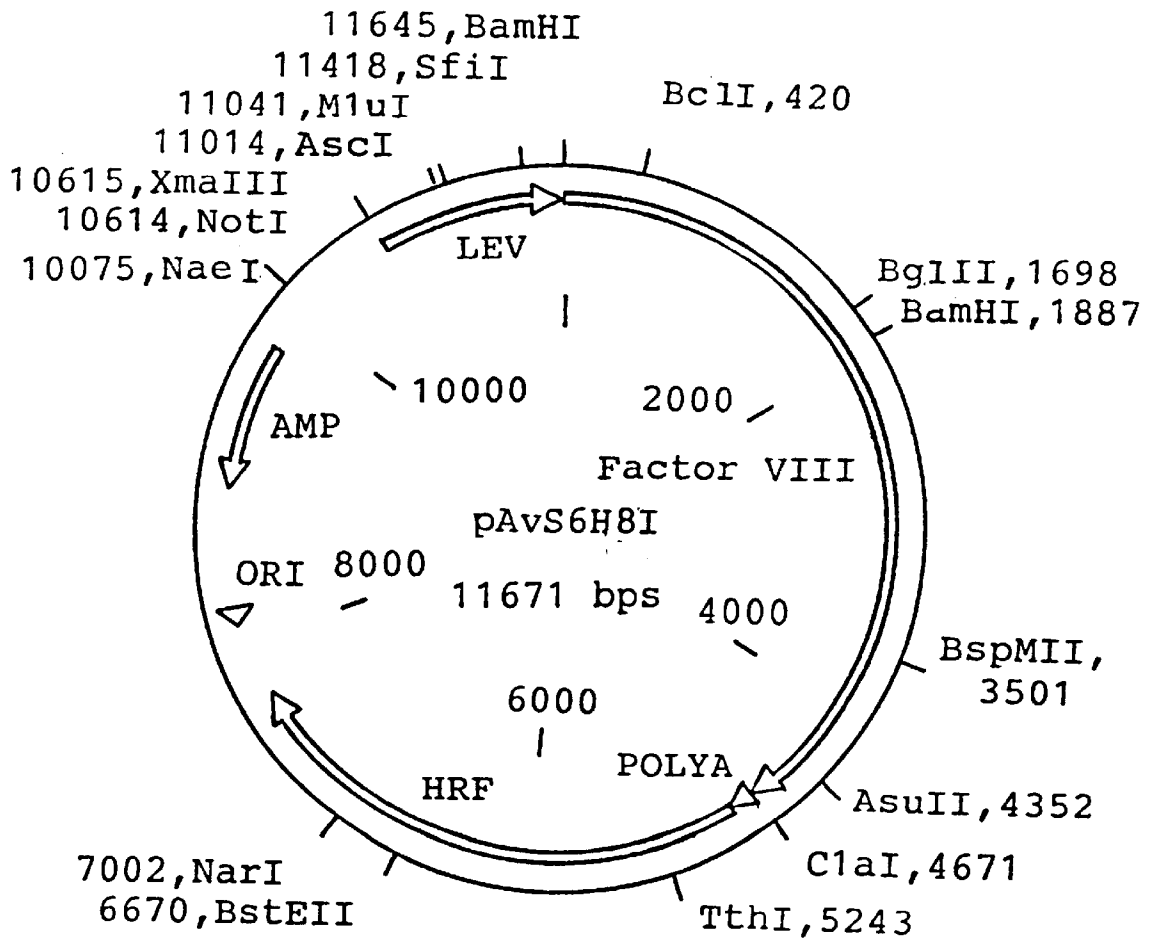 11645,BamHI
11418,SfiI
11041,M1uI
11014,AscI
10615,XmaIII
10614,NotI
10075,NaeI
BclI,420
LEV
BglII,1698
BamHI,1887
10000
2000
AMP
Factor VIII
pAvS6H8I
ORI
8000
11671 bps
4000
BspMII,
3501
6000
POLYA
HRF
AsuII,4352
7002,NarI
ClaI,4671
6670,BstEII
TthI,5243